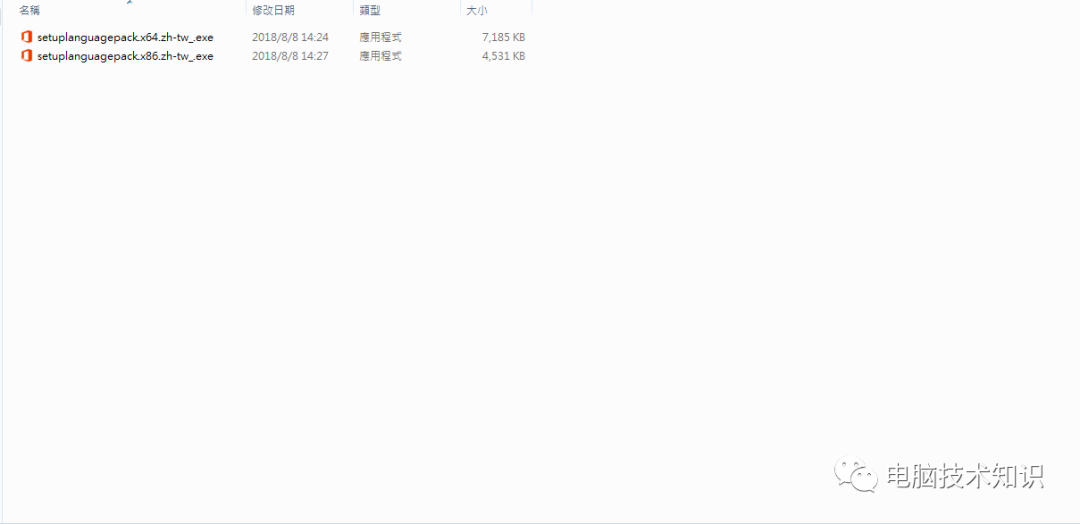 名稱 修改日期 類型 大小
setuplanguagepack.x64.zh-tw_.exe 2018/8/8 14:24 應用程式 7,185 KB
setuplanguagepack.x86.zh-tw_.exe 2018/8/8 14:27 應用程式 4,531 KB
电脑技术知识